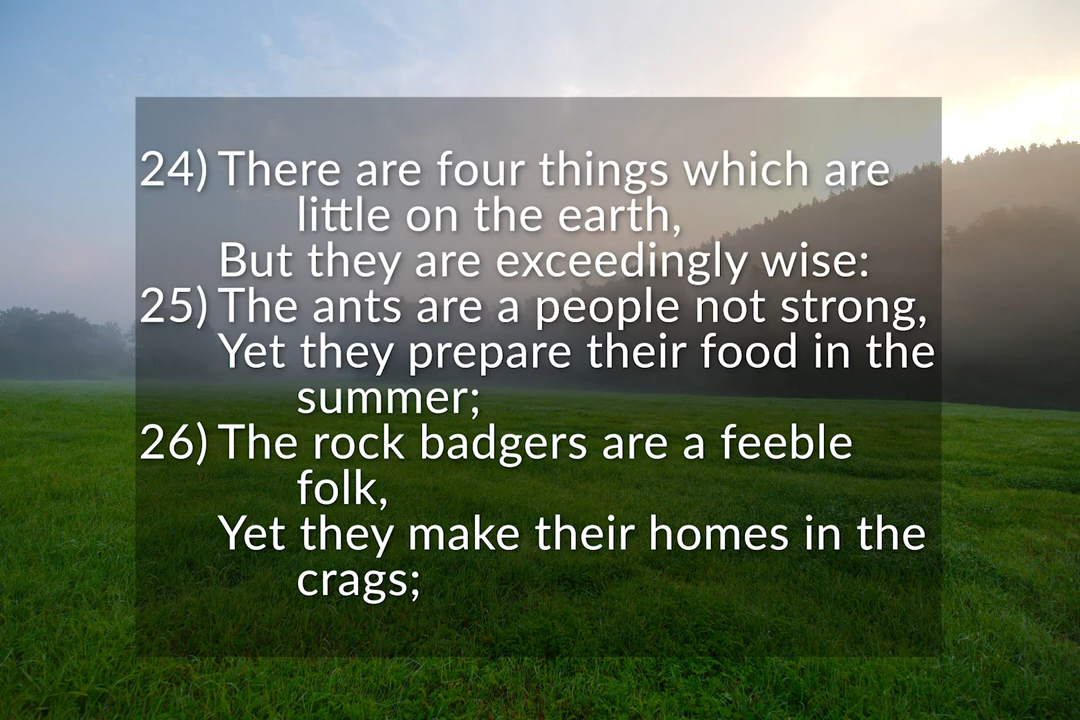 24) There are four things which are
little on the earth,
But they are exceedingly wise:
25) The ants are a people not strong,
Yet they prepare their food in the
summer;
26) The rock badgers are a feeble
folk,
Yet they make their homes in the
crags;